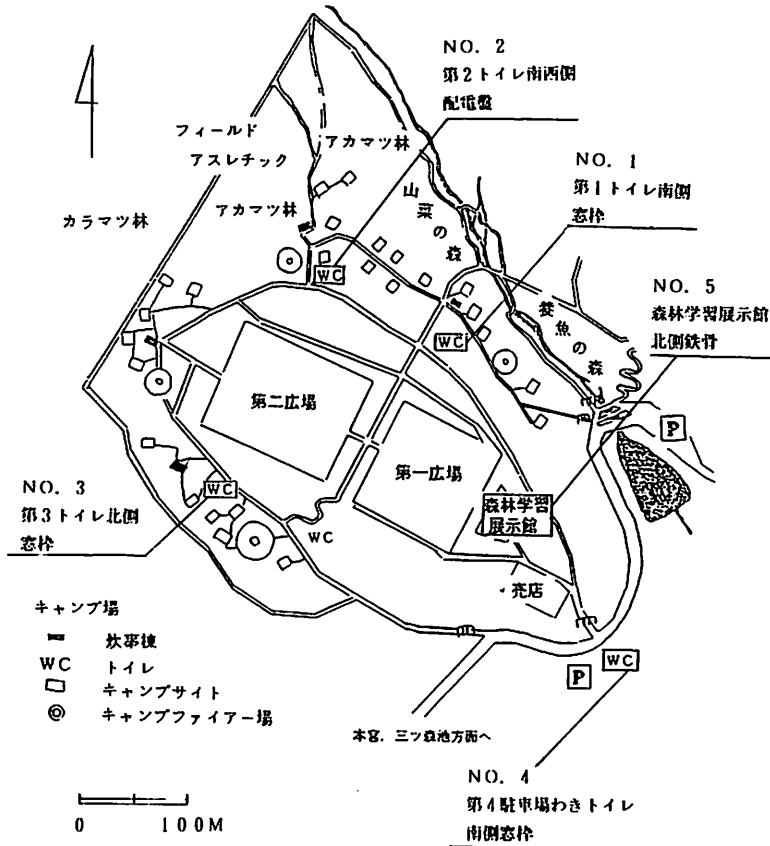 NO. 2
第2トイレ南西側
配電盤
フィールド
アスレチック
アカマツ林
NO. 1
第1トイレ南側
窓枠
カラマツ林
アカマツ林
山菜の森
WC
NO. 5
森林学習展示館
北側鉄骨
養魚の森
WC
P
第二広場
第一広場
NO. 3
第3トイレ北側
窓枠
WC
WC
森林学習
展示館
売店
キャンプ場
炊事棟
WC トイレ
キャンプサイト
キャンプファイアー場
P
WC
本宮、三ツ森池方面へ
NO. 4
第4駐車場わきトイレ
南側窓枠
0 100M